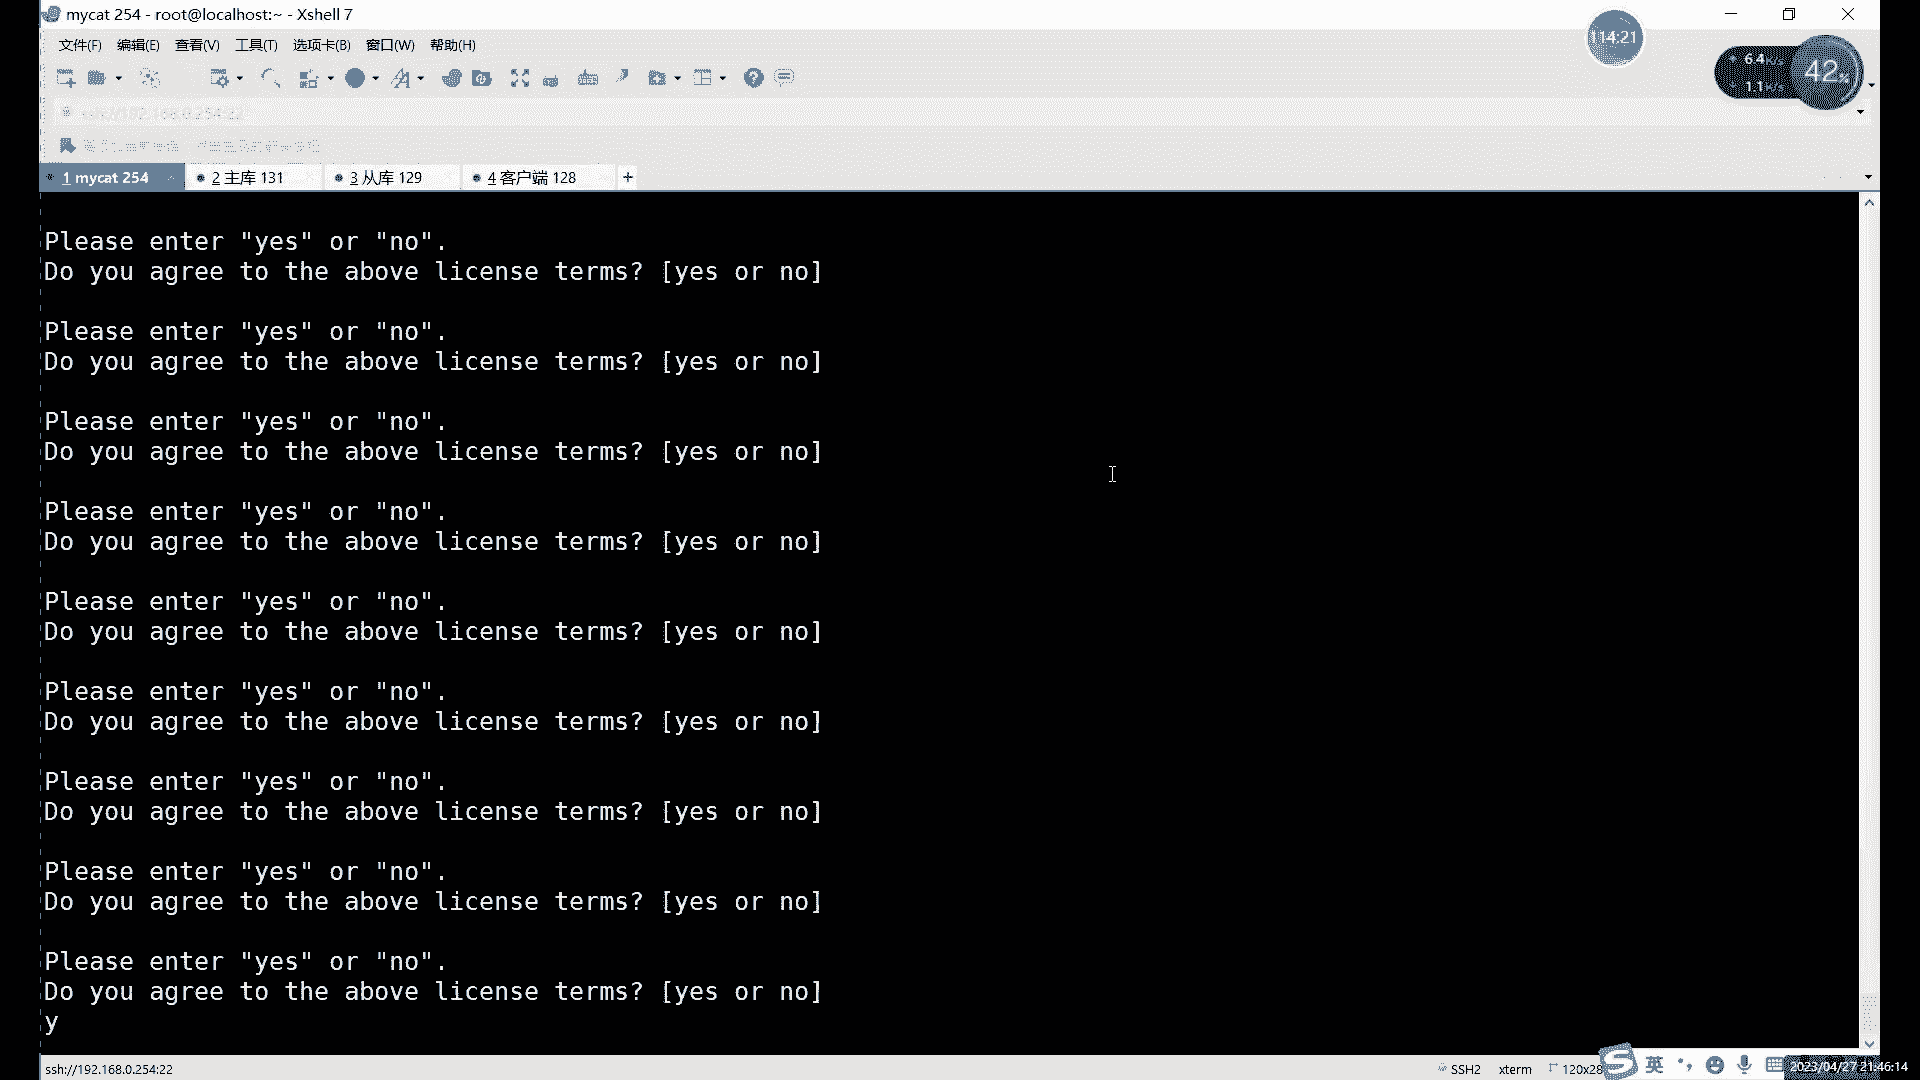 mycat 254 - root@localhost:~ - Xshell 7
114:21
文件(F) 编辑(E) 查看(V) 工具(T) 选项卡(B) 窗口(W) 帮助(H)
6.4K/s
42%
1.1K/s
1 mycat 254
2 主库 131
3 从库 129
4 客户端 128
+
Please enter "yes" or "no".
Do you agree to the above license terms? [yes or no]
Please enter "yes" or "no".
Do you agree to the above license terms? [yes or no]
Please enter "yes" or "no".
Do you agree to the above license terms? [yes or no]
Please enter "yes" or "no".
Do you agree to the above license terms? [yes or no]
Please enter "yes" or "no".
Do you agree to the above license terms? [yes or no]
Please enter "yes" or "no".
Do you agree to the above license terms? [yes or no]
Please enter "yes" or "no".
Do you agree to the above license terms? [yes or no]
Please enter "yes" or "no".
Do you agree to the above license terms? [yes or no]
Please enter "yes" or "no".
Do you agree to the above license terms? [yes or no]
y
ssh://192.168.0.254:22
SSH2
xterm
120x28
英
2023/04/27 21:46:14